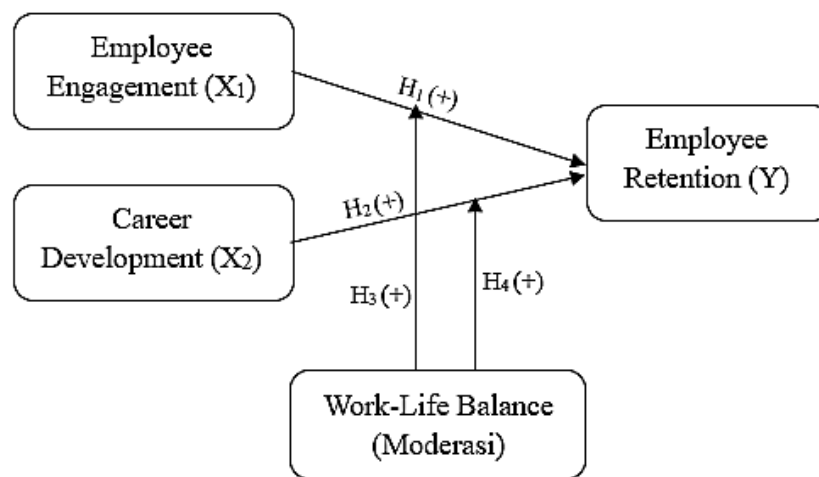 Employee
Engagement (X₁)
H₁ (+)
Employee
Retention (Y)
Career
Development (X₂)
H₂ (+)
H₃ (+)
H₄ (+)
Work-Life Balance
(Moderasi)